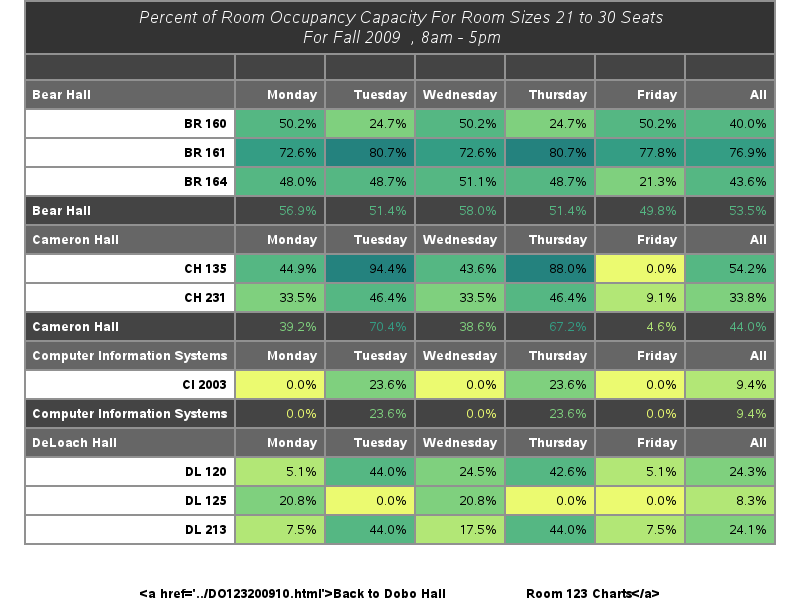 Percent of Room Occupancy Capacity For Room Sizes 21 to 30 Seats
For Fall 2009 , 8am - 5pm
Bear Hall Monday Tuesday Wednesday Thursday Friday All
BR 160 50.2% 24.7% 50.2% 24.7% 50.2% 40.0%
BR 161 72.6% 80.7% 72.6% 80.7% 77.8% 76.9%
BR 164 48.0% 48.7% 51.1% 48.7% 21.3% 43.6%
Bear Hall 56.9% 51.4% 58.0% 51.4% 49.8% 53.5%
Cameron Hall Monday Tuesday Wednesday Thursday Friday All
CH 135 44.9% 94.4% 43.6% 88.0% 0.0% 54.2%
CH 231 33.5% 46.4% 33.5% 46.4% 9.1% 33.8%
Cameron Hall 39.2% 70.4% 38.6% 67.2% 4.6% 44.0%
Computer Information Systems Monday Tuesday Wednesday Thursday Friday All
CI 2003 0.0% 23.6% 0.0% 23.6% 0.0% 9.4%
Computer Information Systems 0.0% 23.6% 0.0% 23.6% 0.0% 9.4%
DeLoach Hall Monday Tuesday Wednesday Thursday Friday All
DL 120 5.1% 44.0% 24.5% 42.6% 5.1% 24.3%
DL 125 20.8% 0.0% 20.8% 0.0% 0.0% 8.3%
DL 213 7.5% 44.0% 17.5% 44.0% 7.5% 24.1%
<a href='../DO123200910.html'>Back to Dobo Hall Room 123 Charts</a>